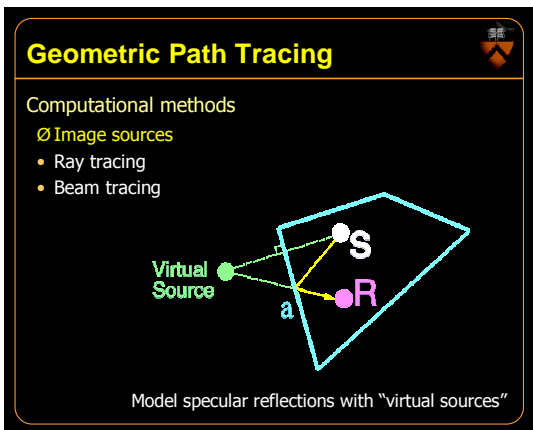 Geometric Path Tracing
Computational methods
Ø Image sources
• Ray tracing
• Beam tracing
S
Virtual
Source
R
a
Model specular reflections with “virtual sources”